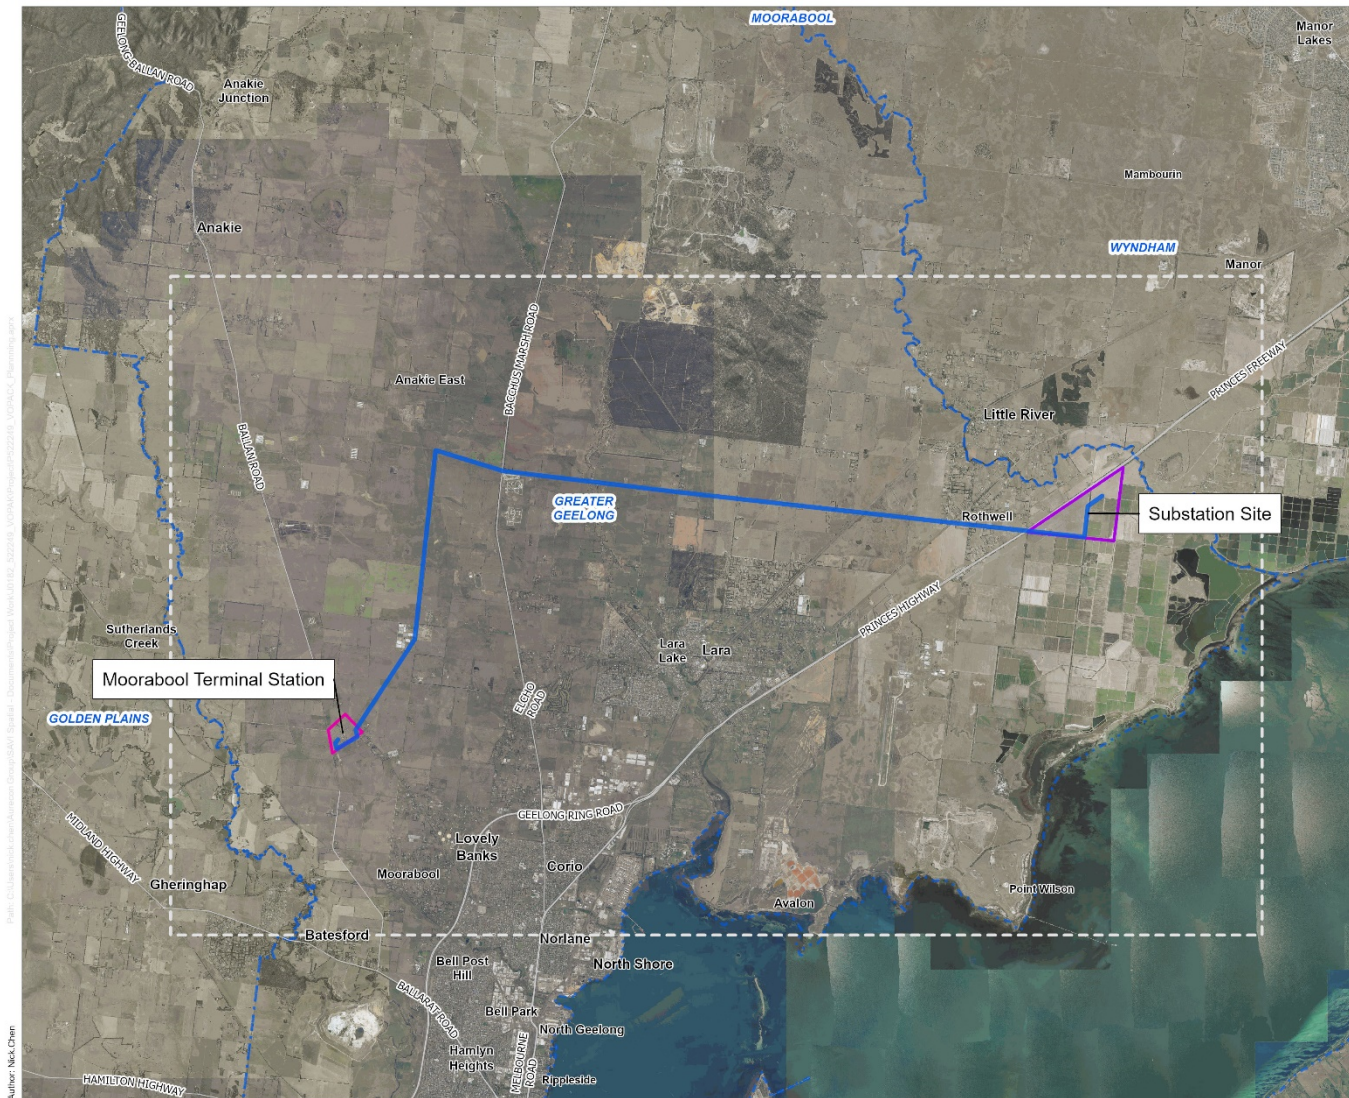 MOORABOOL
Manor
Lakes
GEELONG-BALLAN ROAD
Anakie
Junction
Mambourin
Anakie
WYNDHAM
Manor
BACCHUS MARSH ROAD
PRINCES FREEWAY
Anakie East
Little River
BALLAN ROAD
GREATER
GEELONG
Rothwell
Substation Site
PRINCES HIGHWAY
Sutherlands
Creek
Lara
Lake
Lara
Moorabool Terminal Station
ELCHO
ROAD
GOLDEN PLAINS
GEELONG RING ROAD
MIDLAND HIGHWAY
Lovely
Banks
Corio
Moorabool
Gheringhap
Point Wilson
Avalon
Batesford
Norlane
Bell Post
Hill
North Shore
BALLARAT ROAD
Bell Park
North Geelong
Hamlyn
Heights
MELBOURNE
ROAD
Rippleside
HAMILTON HIGHWAY
Author: Nick.Chen